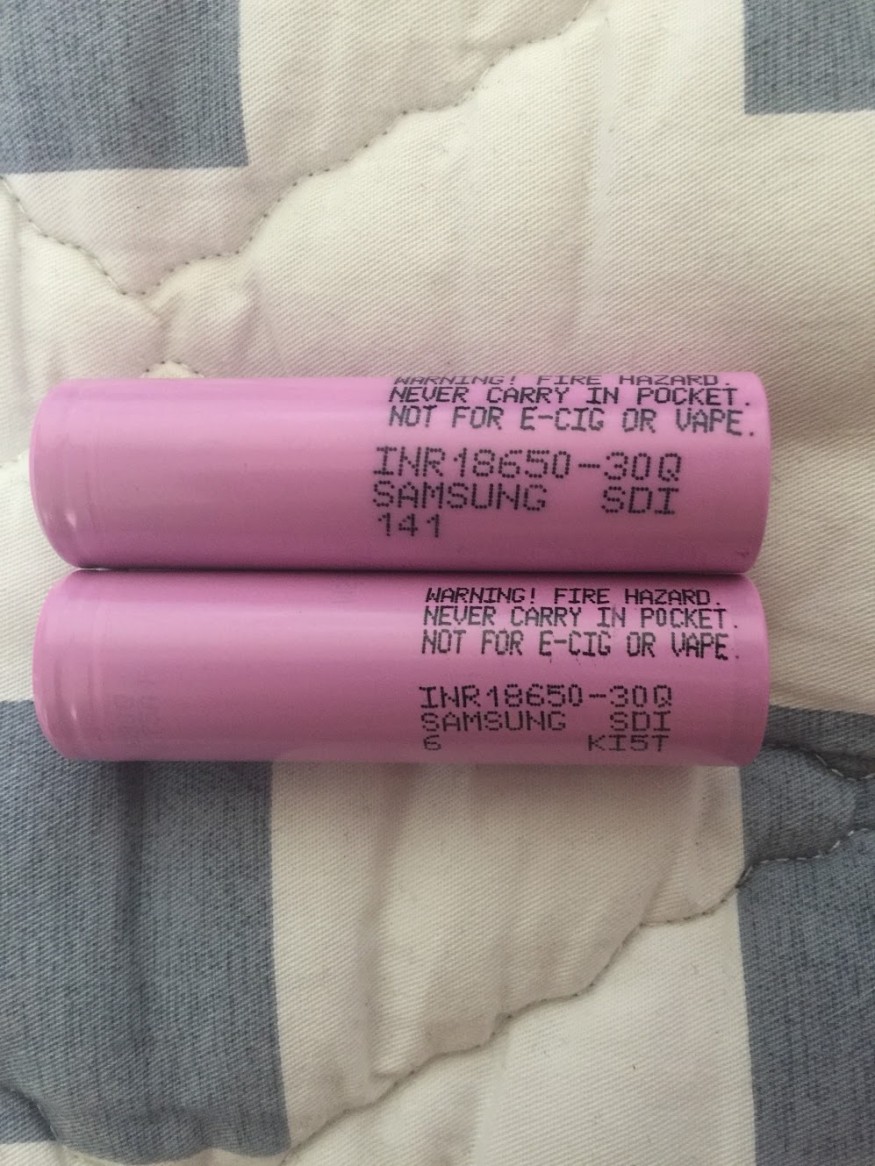 WARNING! FIRE HAZARD.
NEVER CARRY IN POCKET.
NOT FOR E-CIG OR VAPE.
INR18650-30Q
SAMSUNG SDI
141
WARNING! FIRE HAZARD.
NEVER CARRY IN POCKET.
NOT FOR E-CIG OR VAPE.
INR18650-30Q
SAMSUNG SDI
6 KI5T